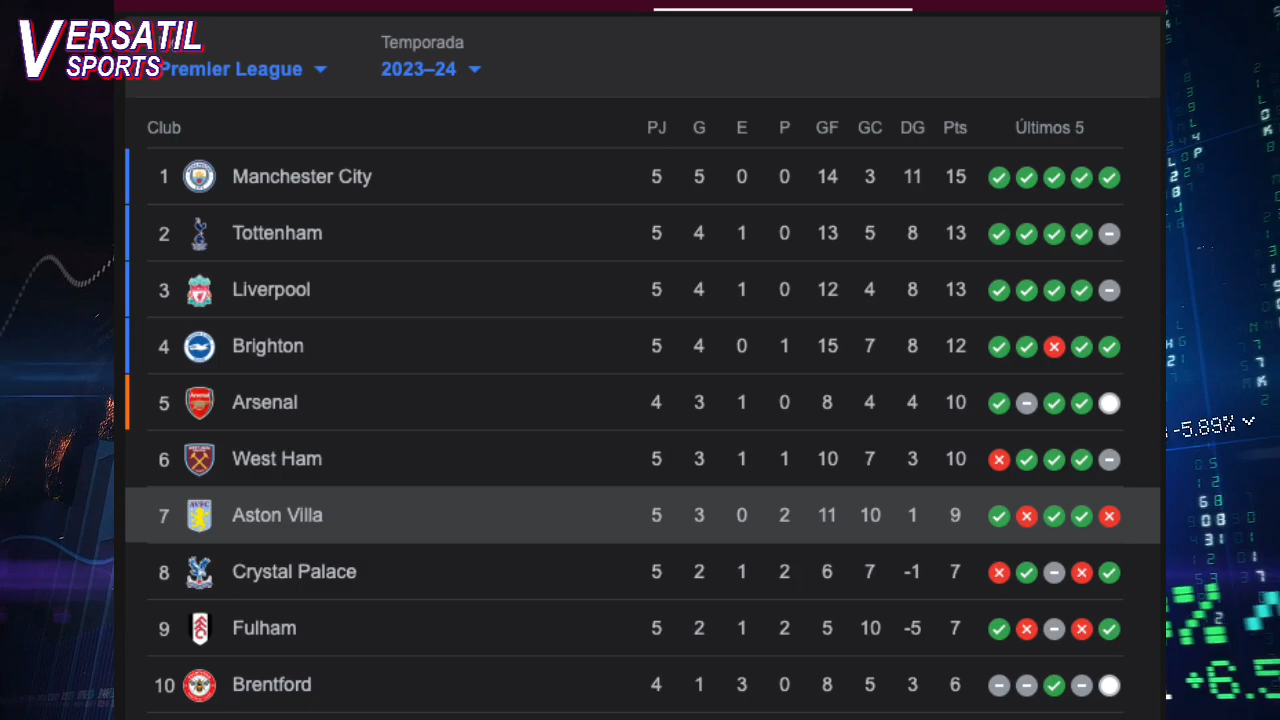 VERSATIL
SPORTS
Temporada
Premier League 2023–24
Club PJ G E P GF GC DG Pts Últimos 5
1 Manchester City 5 5 0 0 14 3 11 15
2 Tottenham 5 4 1 0 13 5 8 13
3 Liverpool 5 4 1 0 12 4 8 13
4 Brighton 5 4 0 1 15 7 8 12
5 Arsenal 4 3 1 0 8 4 4 10
6 West Ham 5 3 1 1 10 7 3 10
7 Aston Villa 5 3 0 2 11 10 1 9
8 Crystal Palace 5 2 1 2 6 7 -1 7
9 Fulham 5 2 1 2 5 10 -5 7
10 Brentford 4 1 3 0 8 5 3 6
-5.89%
+6.5